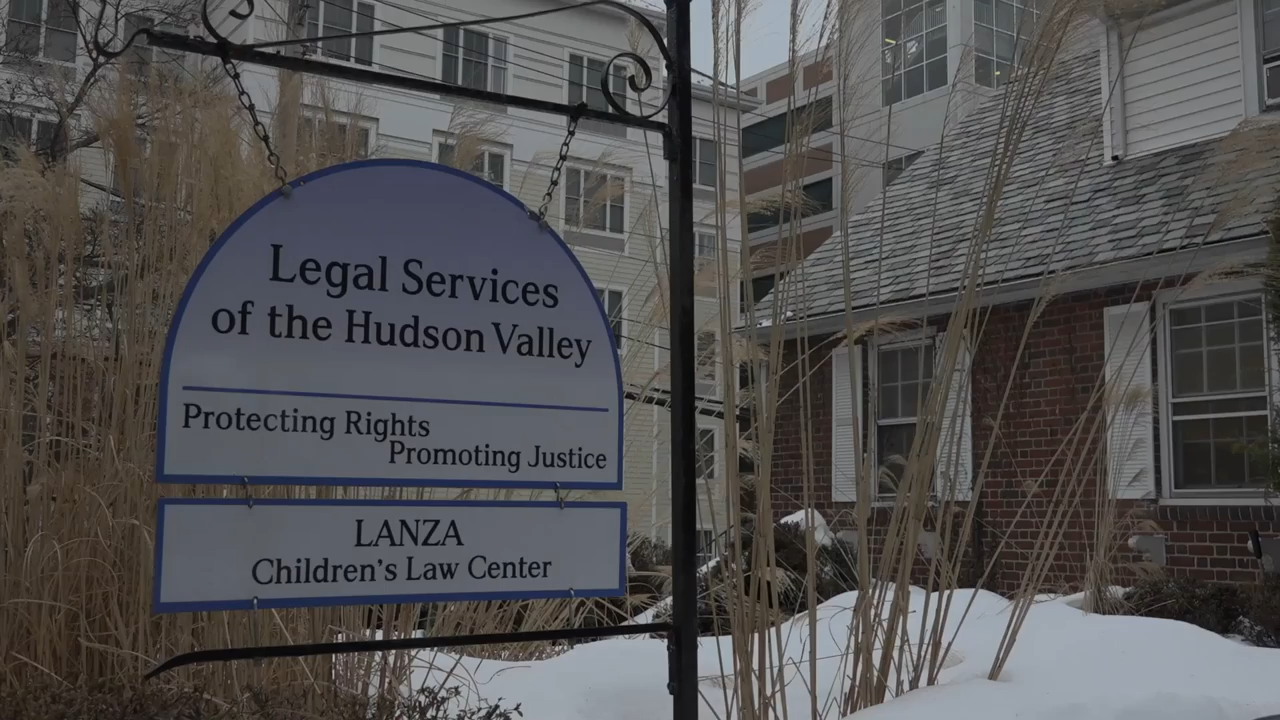 Legal Services
of the Hudson Valley
Protecting Rights
Promoting Justice
LANZA
Children's Law Center